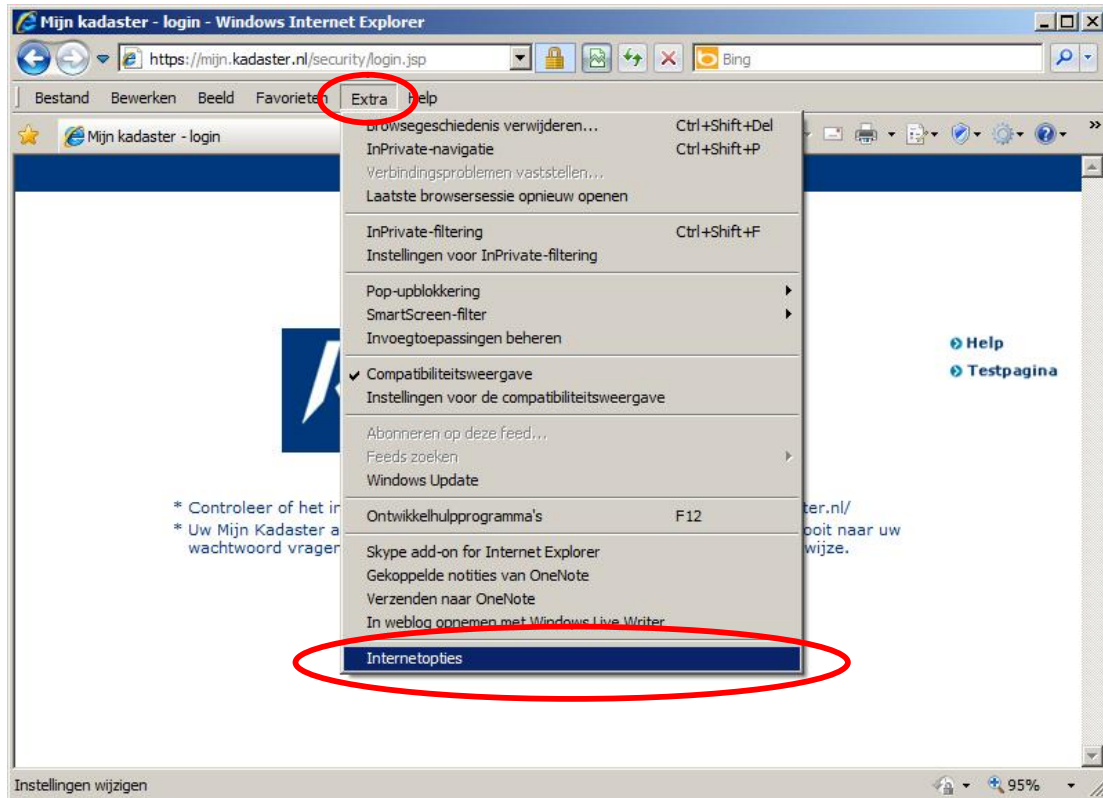 Mijn kadaster - login - Windows Internet Explorer
https://mijn.kadaster.nl/security/login.jsp
Bing
Bestand Bewerken Beeld Favorieten Extra Help
Mijn kadaster - login
Browsegeschiedenis verwijderen... Ctrl+Shift+Del
InPrivate-navigatie Ctrl+Shift+P
Verbindingsproblemen vaststellen...
Laatste browsersessie opnieuw openen
InPrivate-filtering Ctrl+Shift+F
Instellingen voor InPrivate-filtering
Pop-upblokkering
SmartScreen-filter
Invoegtoepassingen beheren
Compatibiliteitsweergave
Instellingen voor de compatibiliteitsweergave
Abonneren op deze feed...
Feeds zoeken
Windows Update
Ontwikkelhulpprogramma's F12
Skype add-on for Internet Explorer
Gekoppelde notities van OneNote
Verzenden naar OneNote
In weblog opnemen met Windows Live Writer
Internetopties
Help
Testpagina
* Controleer of het ir ter.nl/
* Uw Mijn Kadaster a ooit naar uw
wachtwoord vrager wijze.
Instellingen wijzigen
95%